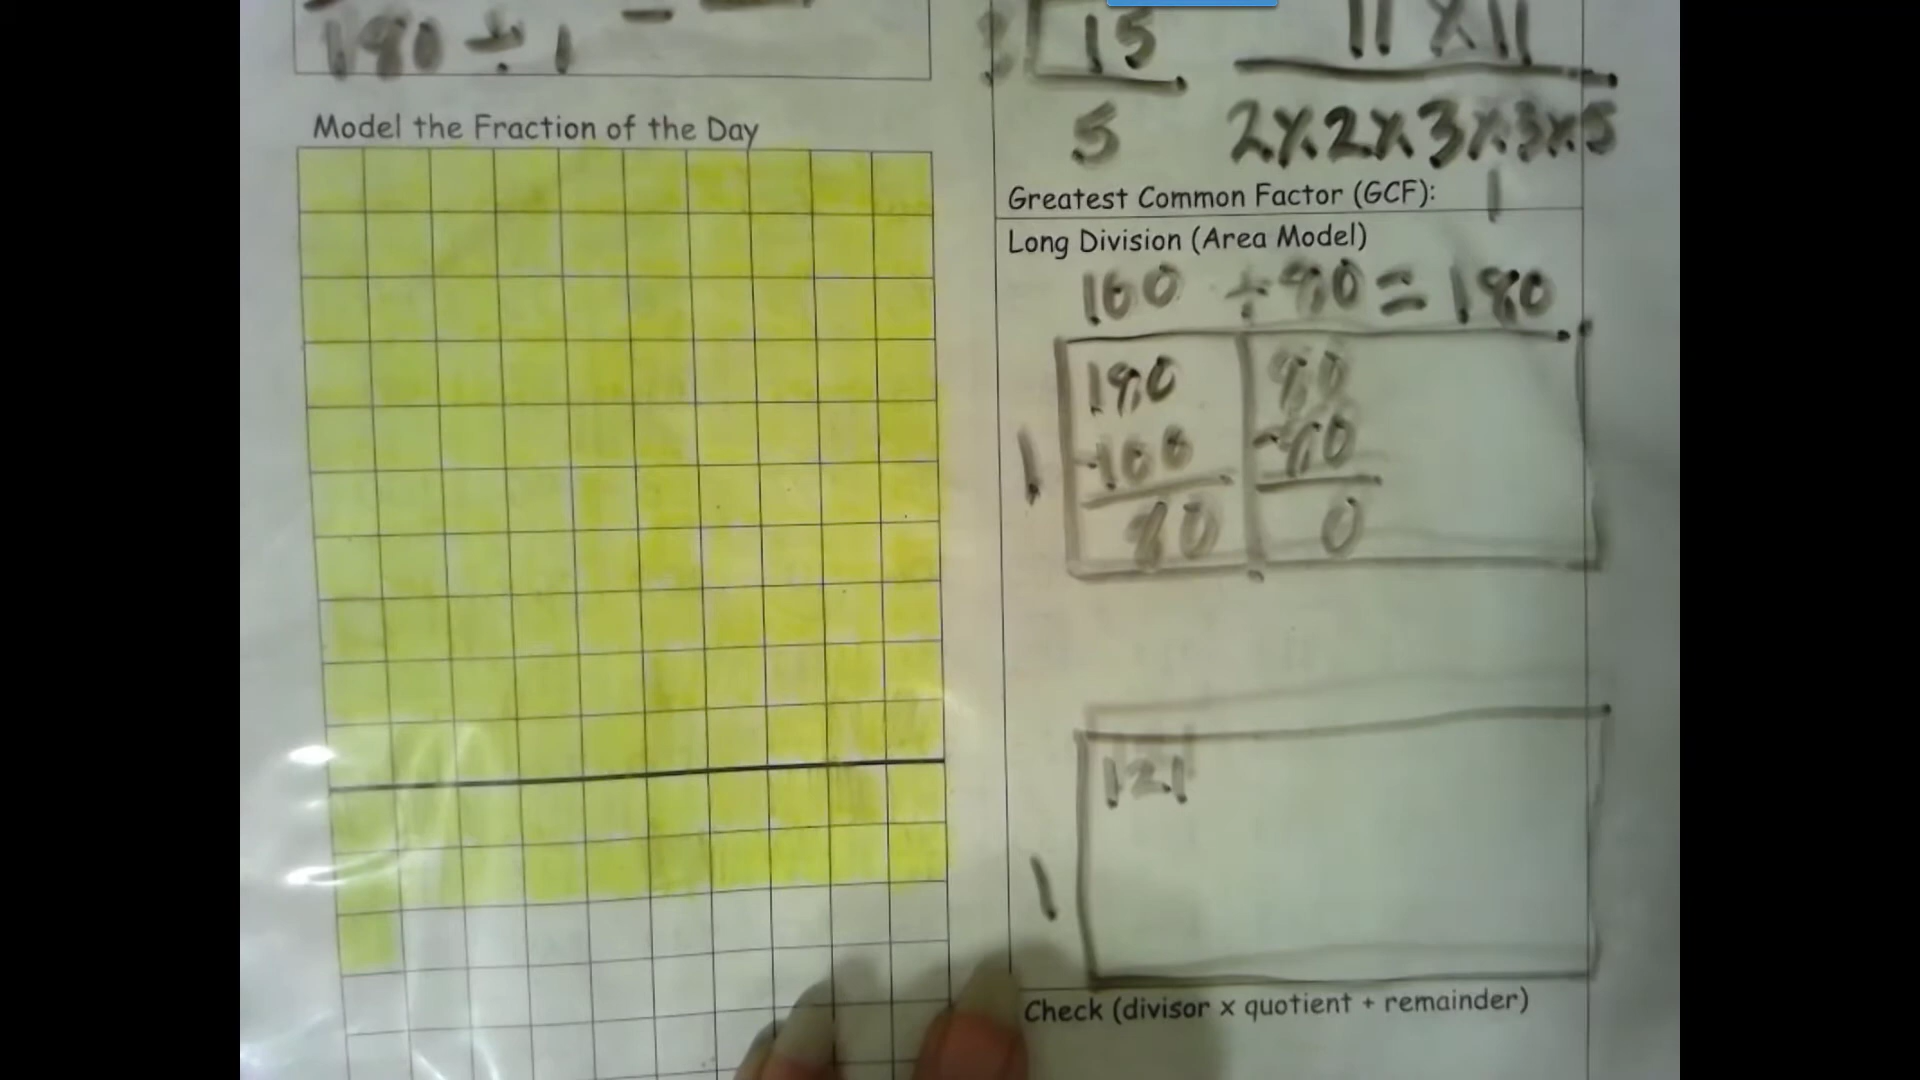 180 ÷ 1 =
Model the Fraction of the Day
15
5
11 x 11
2 x 2 x 3 x 3 x 5
Greatest Common Factor (GCF): 1
Long Division (Area Model)
100 ÷ 80 = 180
180
-100
80
80
-80
0
1
121
1
Check (divisor x quotient + remainder)